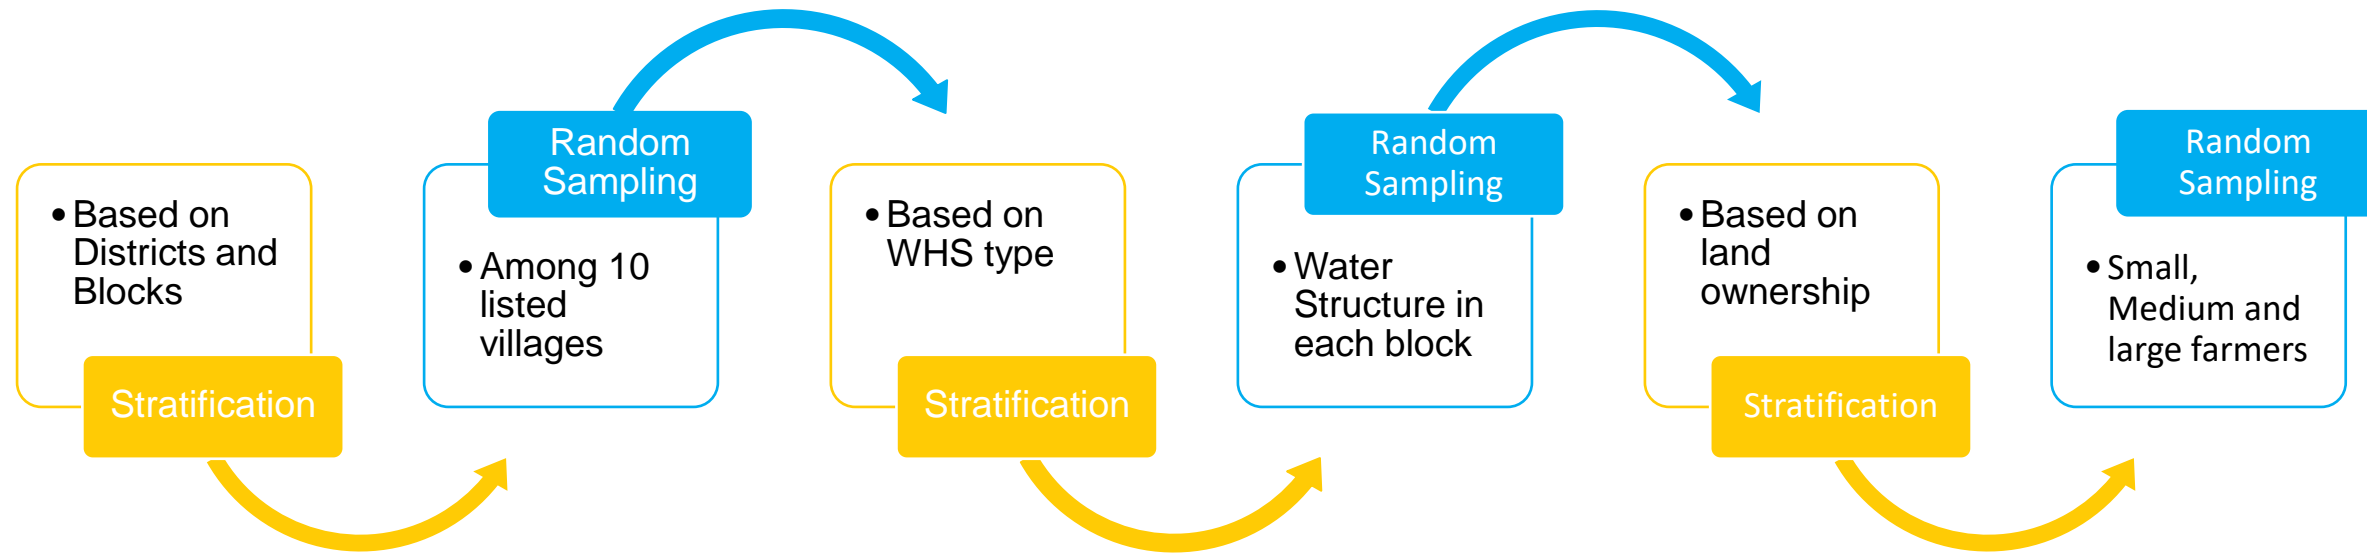 • Based on
Districts and
Blocks
Stratification
Random
Sampling
• Among 10
listed
villages
• Based on
WHS type
Stratification
Random
Sampling
• Water
Structure in
each block
• Based on
land
ownership
Stratification
Random
Sampling
• Small,
Medium and
large farmers